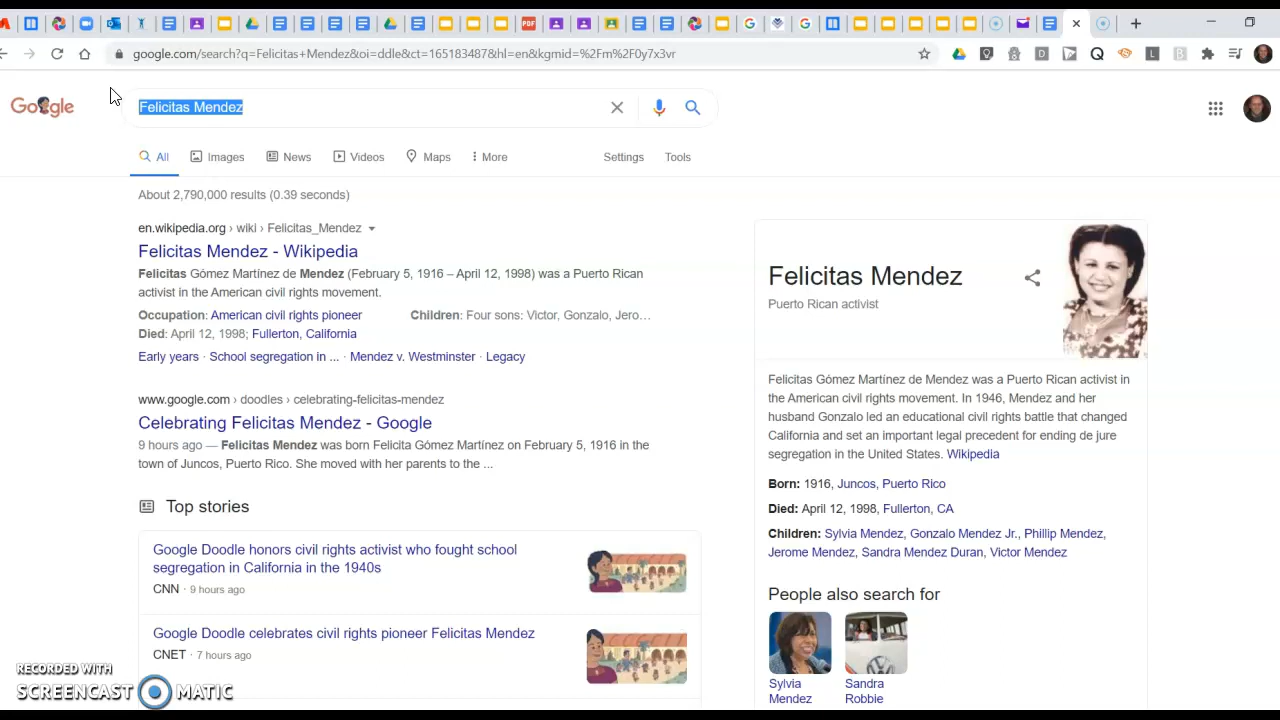 google.com/search?q=Felicitas+Mendez&oi=ddle&ct=165183487&hl=en&kgmid=%2Fm%2F0y7x3vr
Google
Felicitas Mendez
All Images News Videos Maps More Settings Tools
About 2,790,000 results (0.39 seconds)
en.wikipedia.org › wiki › Felicitas_Mendez
Felicitas Mendez - Wikipedia
Felicitas Gómez Martínez de Mendez (February 5, 1916 – April 12, 1998) was a Puerto Rican
activist in the American civil rights movement.
Occupation: American civil rights pioneer Children: Four sons: Victor, Gonzalo, Jero…
Died: April 12, 1998; Fullerton, California
Early years · School segregation in ... · Mendez v. Westminster · Legacy
www.google.com › doodles › celebrating-felicitas-mendez
Celebrating Felicitas Mendez - Google
9 hours ago — Felicitas Mendez was born Felicita Gómez Martínez on February 5, 1916 in the
town of Juncos, Puerto Rico. She moved with her parents to the ...
Top stories
Google Doodle honors civil rights activist who fought school
segregation in California in the 1940s
CNN · 9 hours ago
Google Doodle celebrates civil rights pioneer Felicitas Mendez
CNET · 7 hours ago
Felicitas Mendez
Puerto Rican activist
Felicitas Gómez Martínez de Mendez was a Puerto Rican activist in
the American civil rights movement. In 1946, Mendez and her
husband Gonzalo led an educational civil rights battle that changed
California and set an important legal precedent for ending de jure
segregation in the United States. Wikipedia
Born: 1916, Juncos, Puerto Rico
Died: April 12, 1998, Fullerton, CA
Children: Sylvia Mendez, Gonzalo Mendez Jr., Phillip Mendez,
Jerome Mendez, Sandra Mendez Duran, Victor Mendez
People also search for
Sylvia
Mendez
Sandra
Robbie
RECORDED WITH
SCREENCAST MATIC